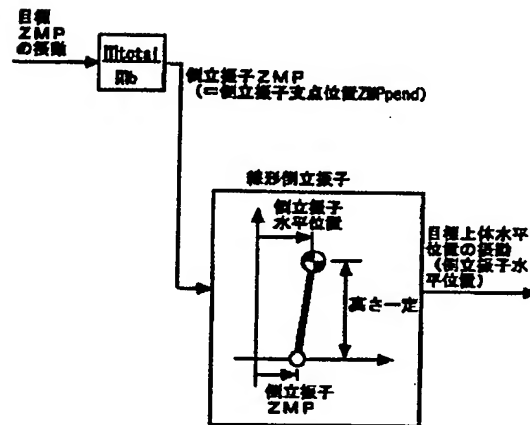 目標
ZMP
の摂動
mtotal
mb
倒立振子ZMP
(=倒立振子支点位置ZMPpend)
線形倒立振子
倒立振子
水平位置
高さ一定
倒立振子
ZMP
目標上体水平
位置の摂動
(倒立振子水
平位置)